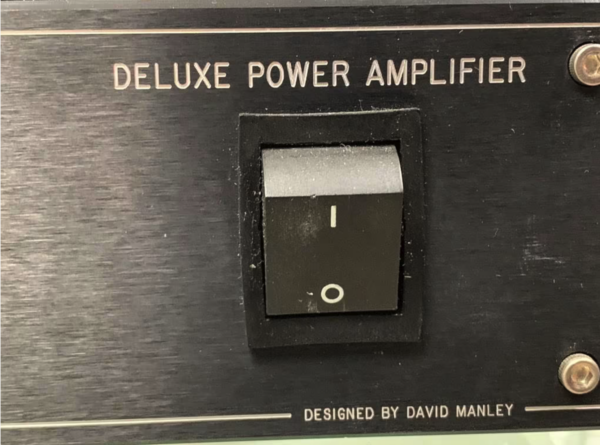 DELUXE POWER AMPLIFIER
I
O
DESIGNED BY DAVID MANLEY